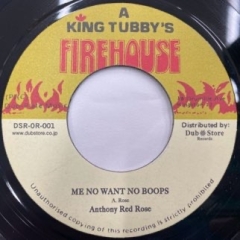 A
KING TUBBY'S
FIREHOUSE
DSR-OR-001
www.dubstore.co.jp
Distributed by:
Dub Store
Records
ME NO WANT NO BOOPS
A. Rose
Anthony Red Rose
Unauthorised copying of this record is strictly prohibited